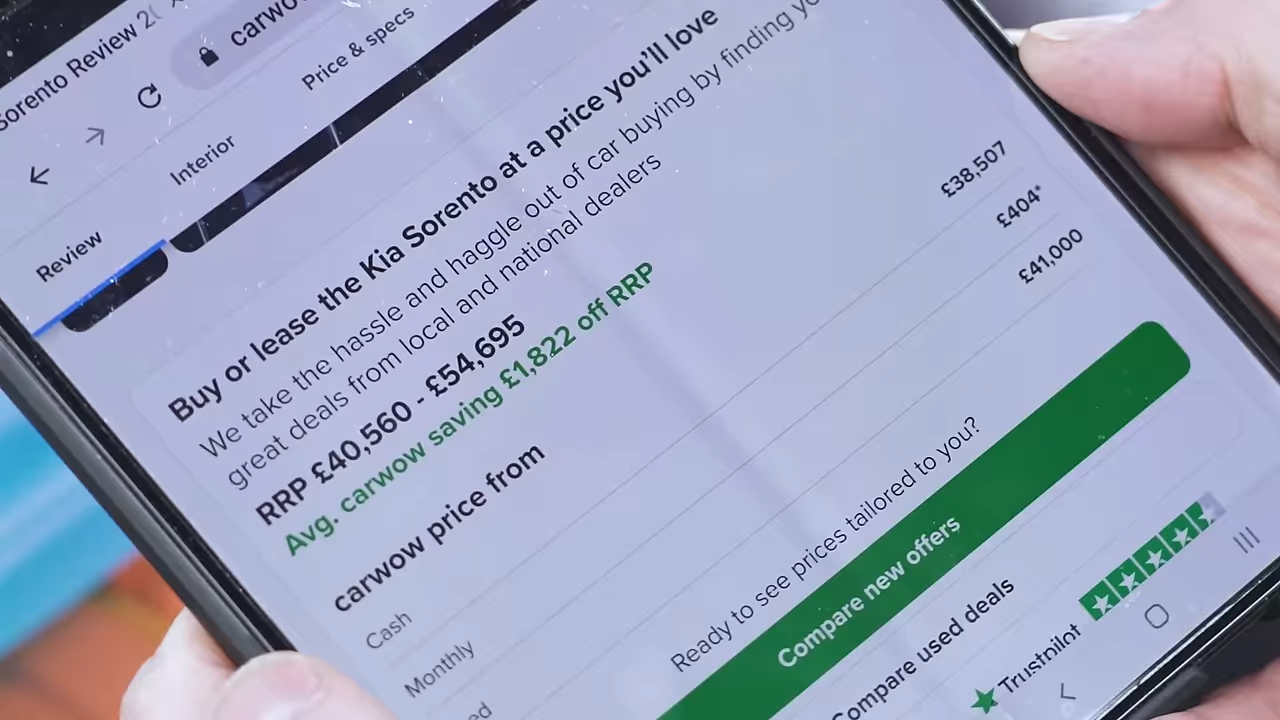 Sorento Review
carwo
Review
Interior
Price & specs
Buy or lease the Kia Sorento at a price you'll love
We take the hassle and haggle out of car buying by finding
great deals from local and national dealers
RRP £40,560 - £54,695
Avg. carwow saving £1,822 off RRP
carwow price from
Cash £38,507
Monthly £404*
£41,000
Ready to see prices tailored to you?
Compare new offers
Compare used deals
Trustpilot